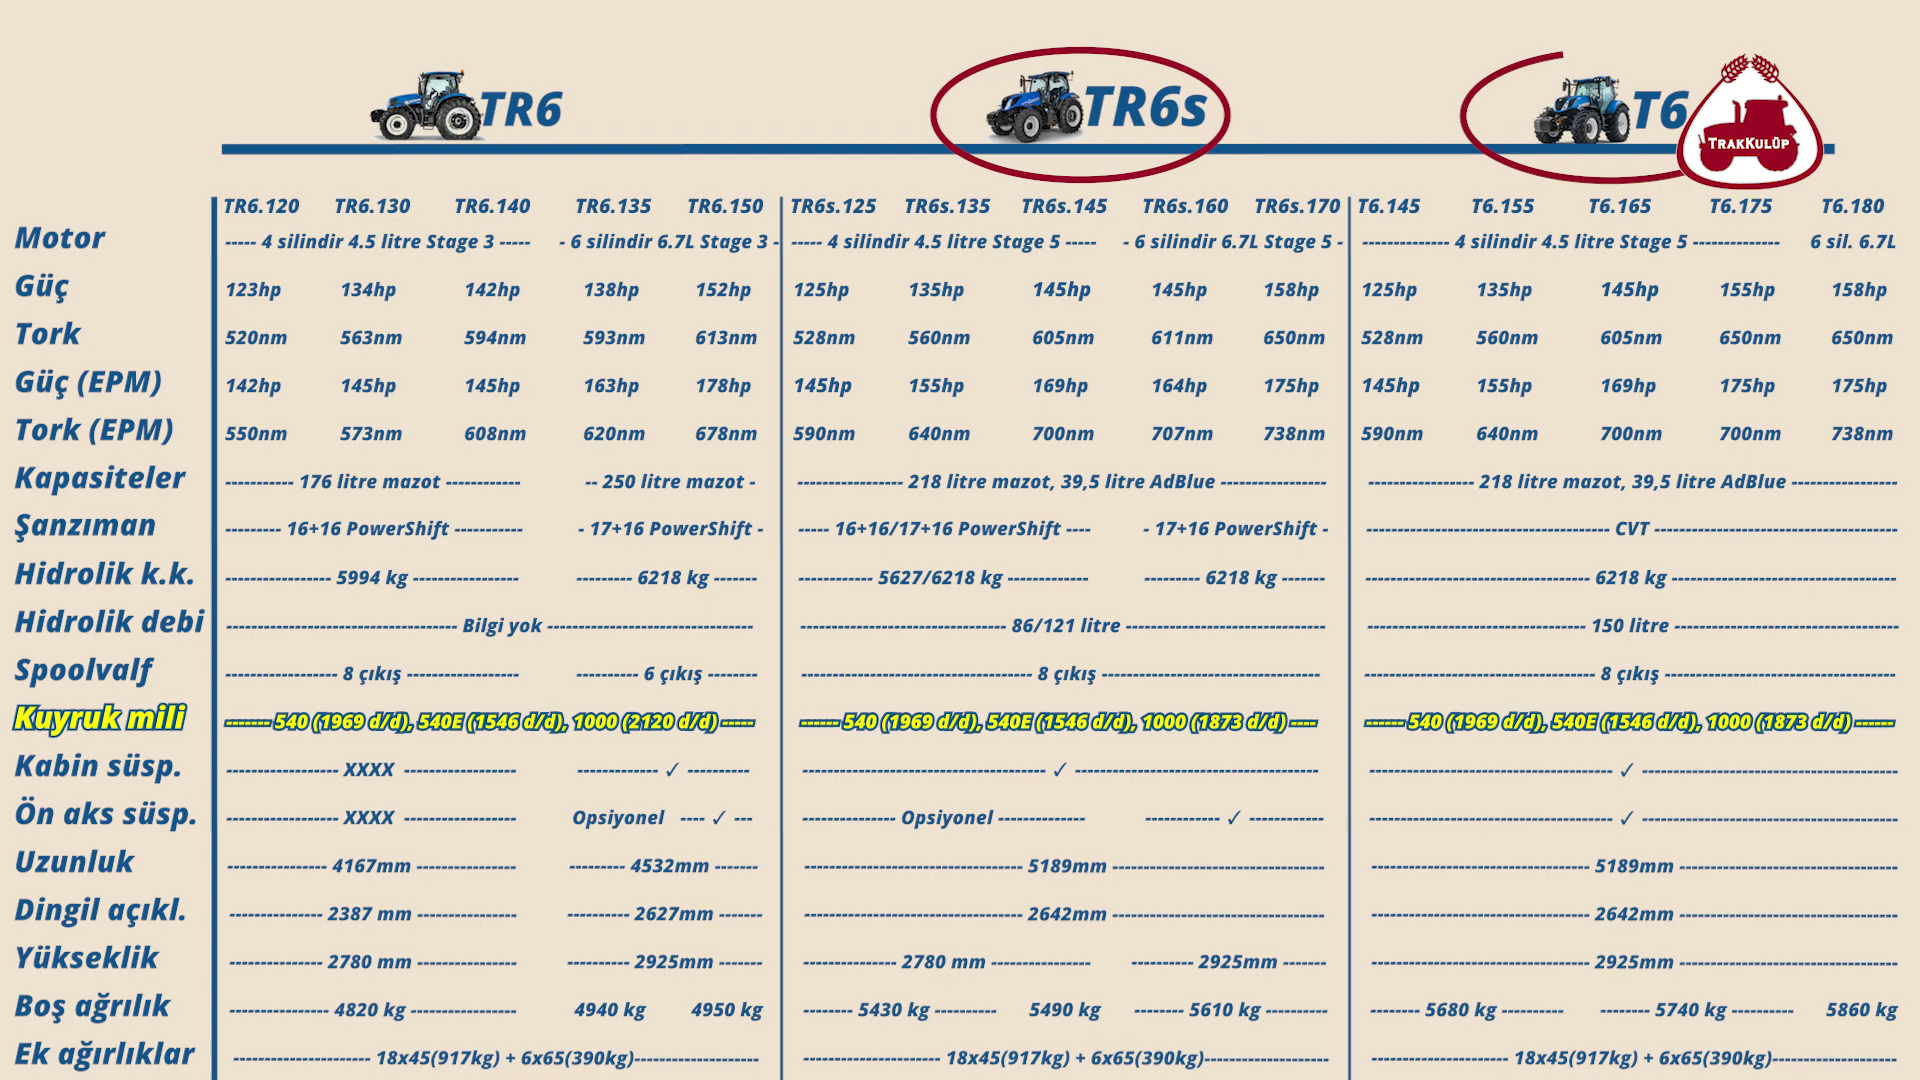 TR6 TR6s T6
TRAKKULÜP
TR6.120 TR6.130 TR6.140 TR6.135 TR6.150 TR6s.125 TR6s.135 TR6s.145 TR6s.160 TR6s.170 T6.145 T6.155 T6.165 T6.175 T6.180
Motor ----- 4 silindir 4.5 litre Stage 3 ----- - 6 silindir 6.7L Stage 3 - ----- 4 silindir 4.5 litre Stage 5 ----- - 6 silindir 6.7L Stage 5 - -------------- 4 silindir 4.5 litre Stage 5 -------------- 6 sil. 6.7L
Güç 123hp 134hp 142hp 138hp 152hp 125hp 135hp 145hp 145hp 158hp 125hp 135hp 145hp 155hp 158hp
Tork 520nm 563nm 594nm 593nm 613nm 528nm 560nm 605nm 611nm 650nm 528nm 560nm 605nm 650nm 650nm
Güç (EPM) 142hp 145hp 145hp 163hp 178hp 145hp 155hp 169hp 164hp 175hp 145hp 155hp 169hp 175hp 175hp
Tork (EPM) 550nm 573nm 608nm 620nm 678nm 590nm 640nm 700nm 707nm 738nm 590nm 640nm 700nm 700nm 738nm
Kapasiteler ----------- 176 litre mazot ------------ -- 250 litre mazot - ----------------- 218 litre mazot, 39,5 litre AdBlue ----------------- ----------------- 218 litre mazot, 39,5 litre AdBlue -----------------
Şanzıman --------- 16+16 PowerShift ----------- - 17+16 PowerShift - ----- 16+16/17+16 PowerShift ---- - 17+16 PowerShift - --------------------------------------- CVT ---------------------------------------
Hidrolik k.k. ----------------- 5994 kg ----------------- --------- 6218 kg ------- ------------ 5627/6218 kg ------------- --------- 6218 kg ------- ------------------------------------ 6218 kg ------------------------------------
Hidrolik debi ------------------------------------- Bilgi yok --------------------------------- --------------------------------- 86/121 litre -------------------------------- ----------------------------------- 150 litre ------------------------------------
Spoolvalf ------------------ 8 çıkış ------------------ ---------- 6 çıkış -------- ------------------------------------- 8 çıkış ----------------------------------- ------------------------------------- 8 çıkış -------------------------------------
Kuyruk mili ------- 540 (1969 d/d), 540E (1546 d/d), 1000 (2120 d/d) ----- ------ 540 (1969 d/d), 540E (1546 d/d), 1000 (1873 d/d) ---- ------ 540 (1969 d/d), 540E (1546 d/d), 1000 (1873 d/d) ------
Kabin süsp. ------------------ XXXX ------------------ ------------- ✓ ---------- --------------------------------------- ✓ --------------------------------------- --------------------------------------- ✓ -----------------------------------------
Ön aks süsp. ------------------ XXXX ------------------ Opsiyonel ---- ✓ --- --------------- Opsiyonel -------------- ------------ ✓ ------------ --------------------------------------- ✓ -----------------------------------------
Uzunluk ---------------- 4167mm ---------------- --------- 4532mm ------- ----------------------------------- 5189mm ---------------------------------- ----------------------------------- 5189mm -----------------------------------
Dingil açıkl. --------------- 2387 mm ---------------- ---------- 2627mm ------- ----------------------------------- 2642mm ---------------------------------- ----------------------------------- 2642mm -----------------------------------
Yükseklik --------------- 2780 mm ---------------- ---------- 2925mm ------- --------------- 2780 mm ---------------- ---------- 2925mm ------- ----------------------------------- 2925mm -----------------------------------
Boş ağrılık ---------------- 4820 kg ----------------- 4940 kg 4950 kg -------- 5430 kg ---------- 5490 kg -------- 5610 kg ---------- -------- 5680 kg ---------- -------- 5740 kg ---------- 5860 kg
Ek ağırlıklar ---------------------- 18x45(917kg) + 6x65(390kg)-------------------- ---------------------- 18x45(917kg) + 6x65(390kg)-------------------- ---------------------- 18x45(917kg) + 6x65(390kg)--------------------